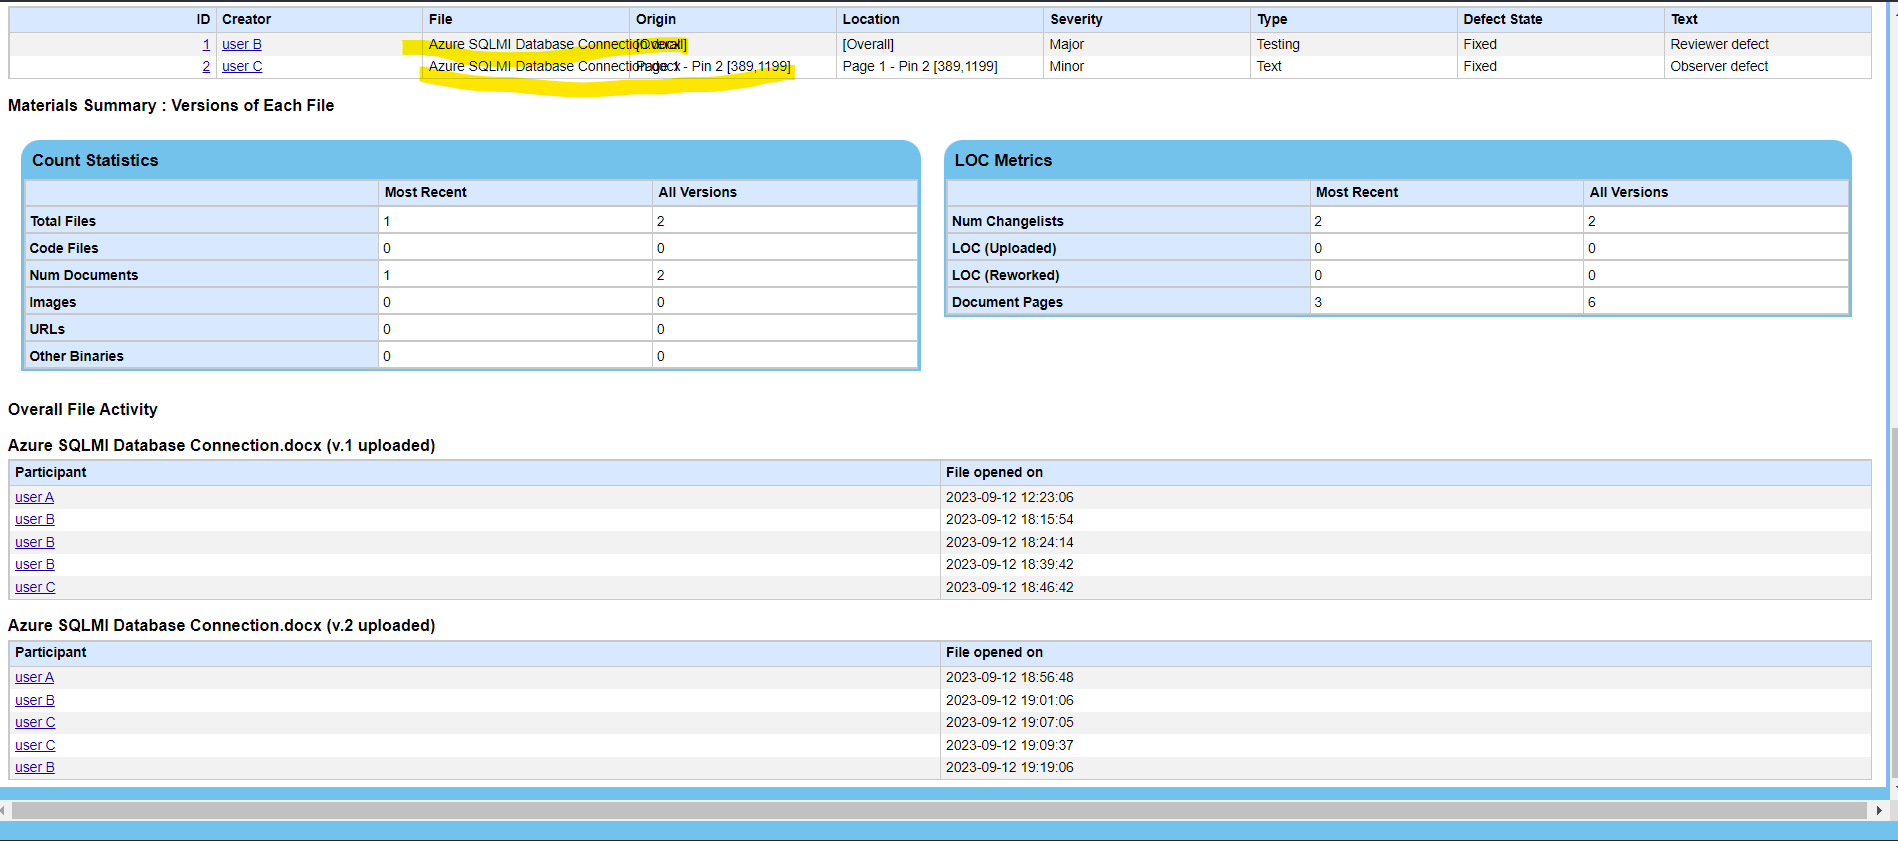 ID Creator File Origin Location Severity Type Defect State Text
1 user B Azure SQLMI Database Connection.docx [Overall] [Overall] Major Testing Fixed Reviewer defect
2 user C Azure SQLMI Database Connection.docx Page 1 - Pin 2 [389,1199] Page 1 - Pin 2 [389,1199] Minor Text Fixed Observer defect
Materials Summary : Versions of Each File
Count Statistics
Most Recent All Versions
Total Files 1 2
Code Files 0 0
Num Documents 1 2
Images 0 0
URLs 0 0
Other Binaries 0 0
LOC Metrics
Most Recent All Versions
Num Changelists 2 2
LOC (Uploaded) 0 0
LOC (Reworked) 0 0
Document Pages 3 6
Overall File Activity
Azure SQLMI Database Connection.docx (v.1 uploaded)
Participant File opened on
user A 2023-09-12 12:23:06
user B 2023-09-12 18:15:54
user B 2023-09-12 18:24:14
user B 2023-09-12 18:39:42
user C 2023-09-12 18:46:42
Azure SQLMI Database Connection.docx (v.2 uploaded)
Participant File opened on
user A 2023-09-12 18:56:48
user B 2023-09-12 19:01:06
user C 2023-09-12 19:07:05
user C 2023-09-12 19:09:37
user B 2023-09-12 19:19:06